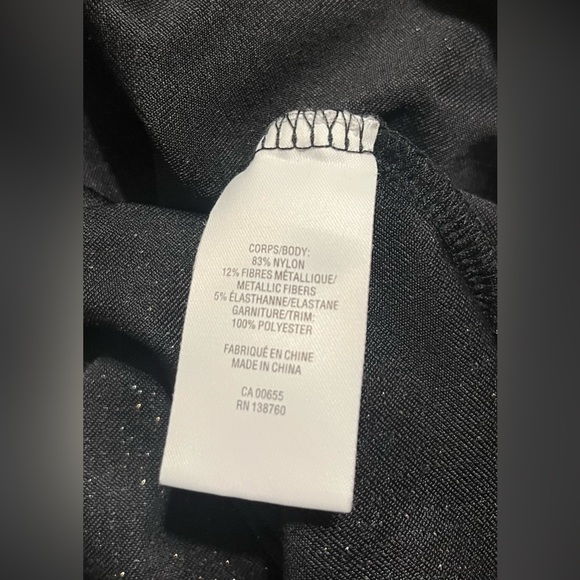 CORPS/BODY:
83% NYLON
12% FIBRES MÉTALLIQUE/
METALLIC FIBERS
5% ÉLASTHANNE/ELASTANE
GARNITURE/TRIM:
100% POLYESTER
FABRIQUÉ EN CHINE
MADE IN CHINA
CA 00655
RN 138760